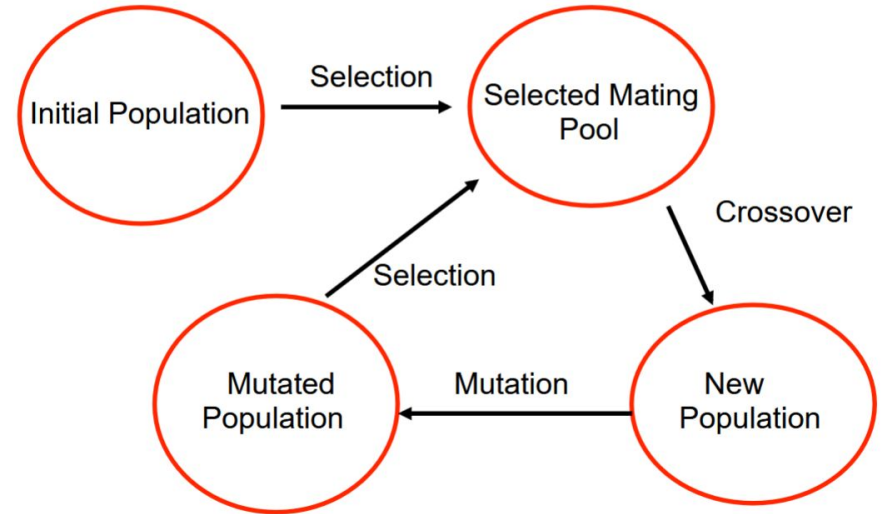 Selection
Initial Population
Selected Mating
Pool
Crossover
Selection
Mutated
Population
Mutation
New
Population